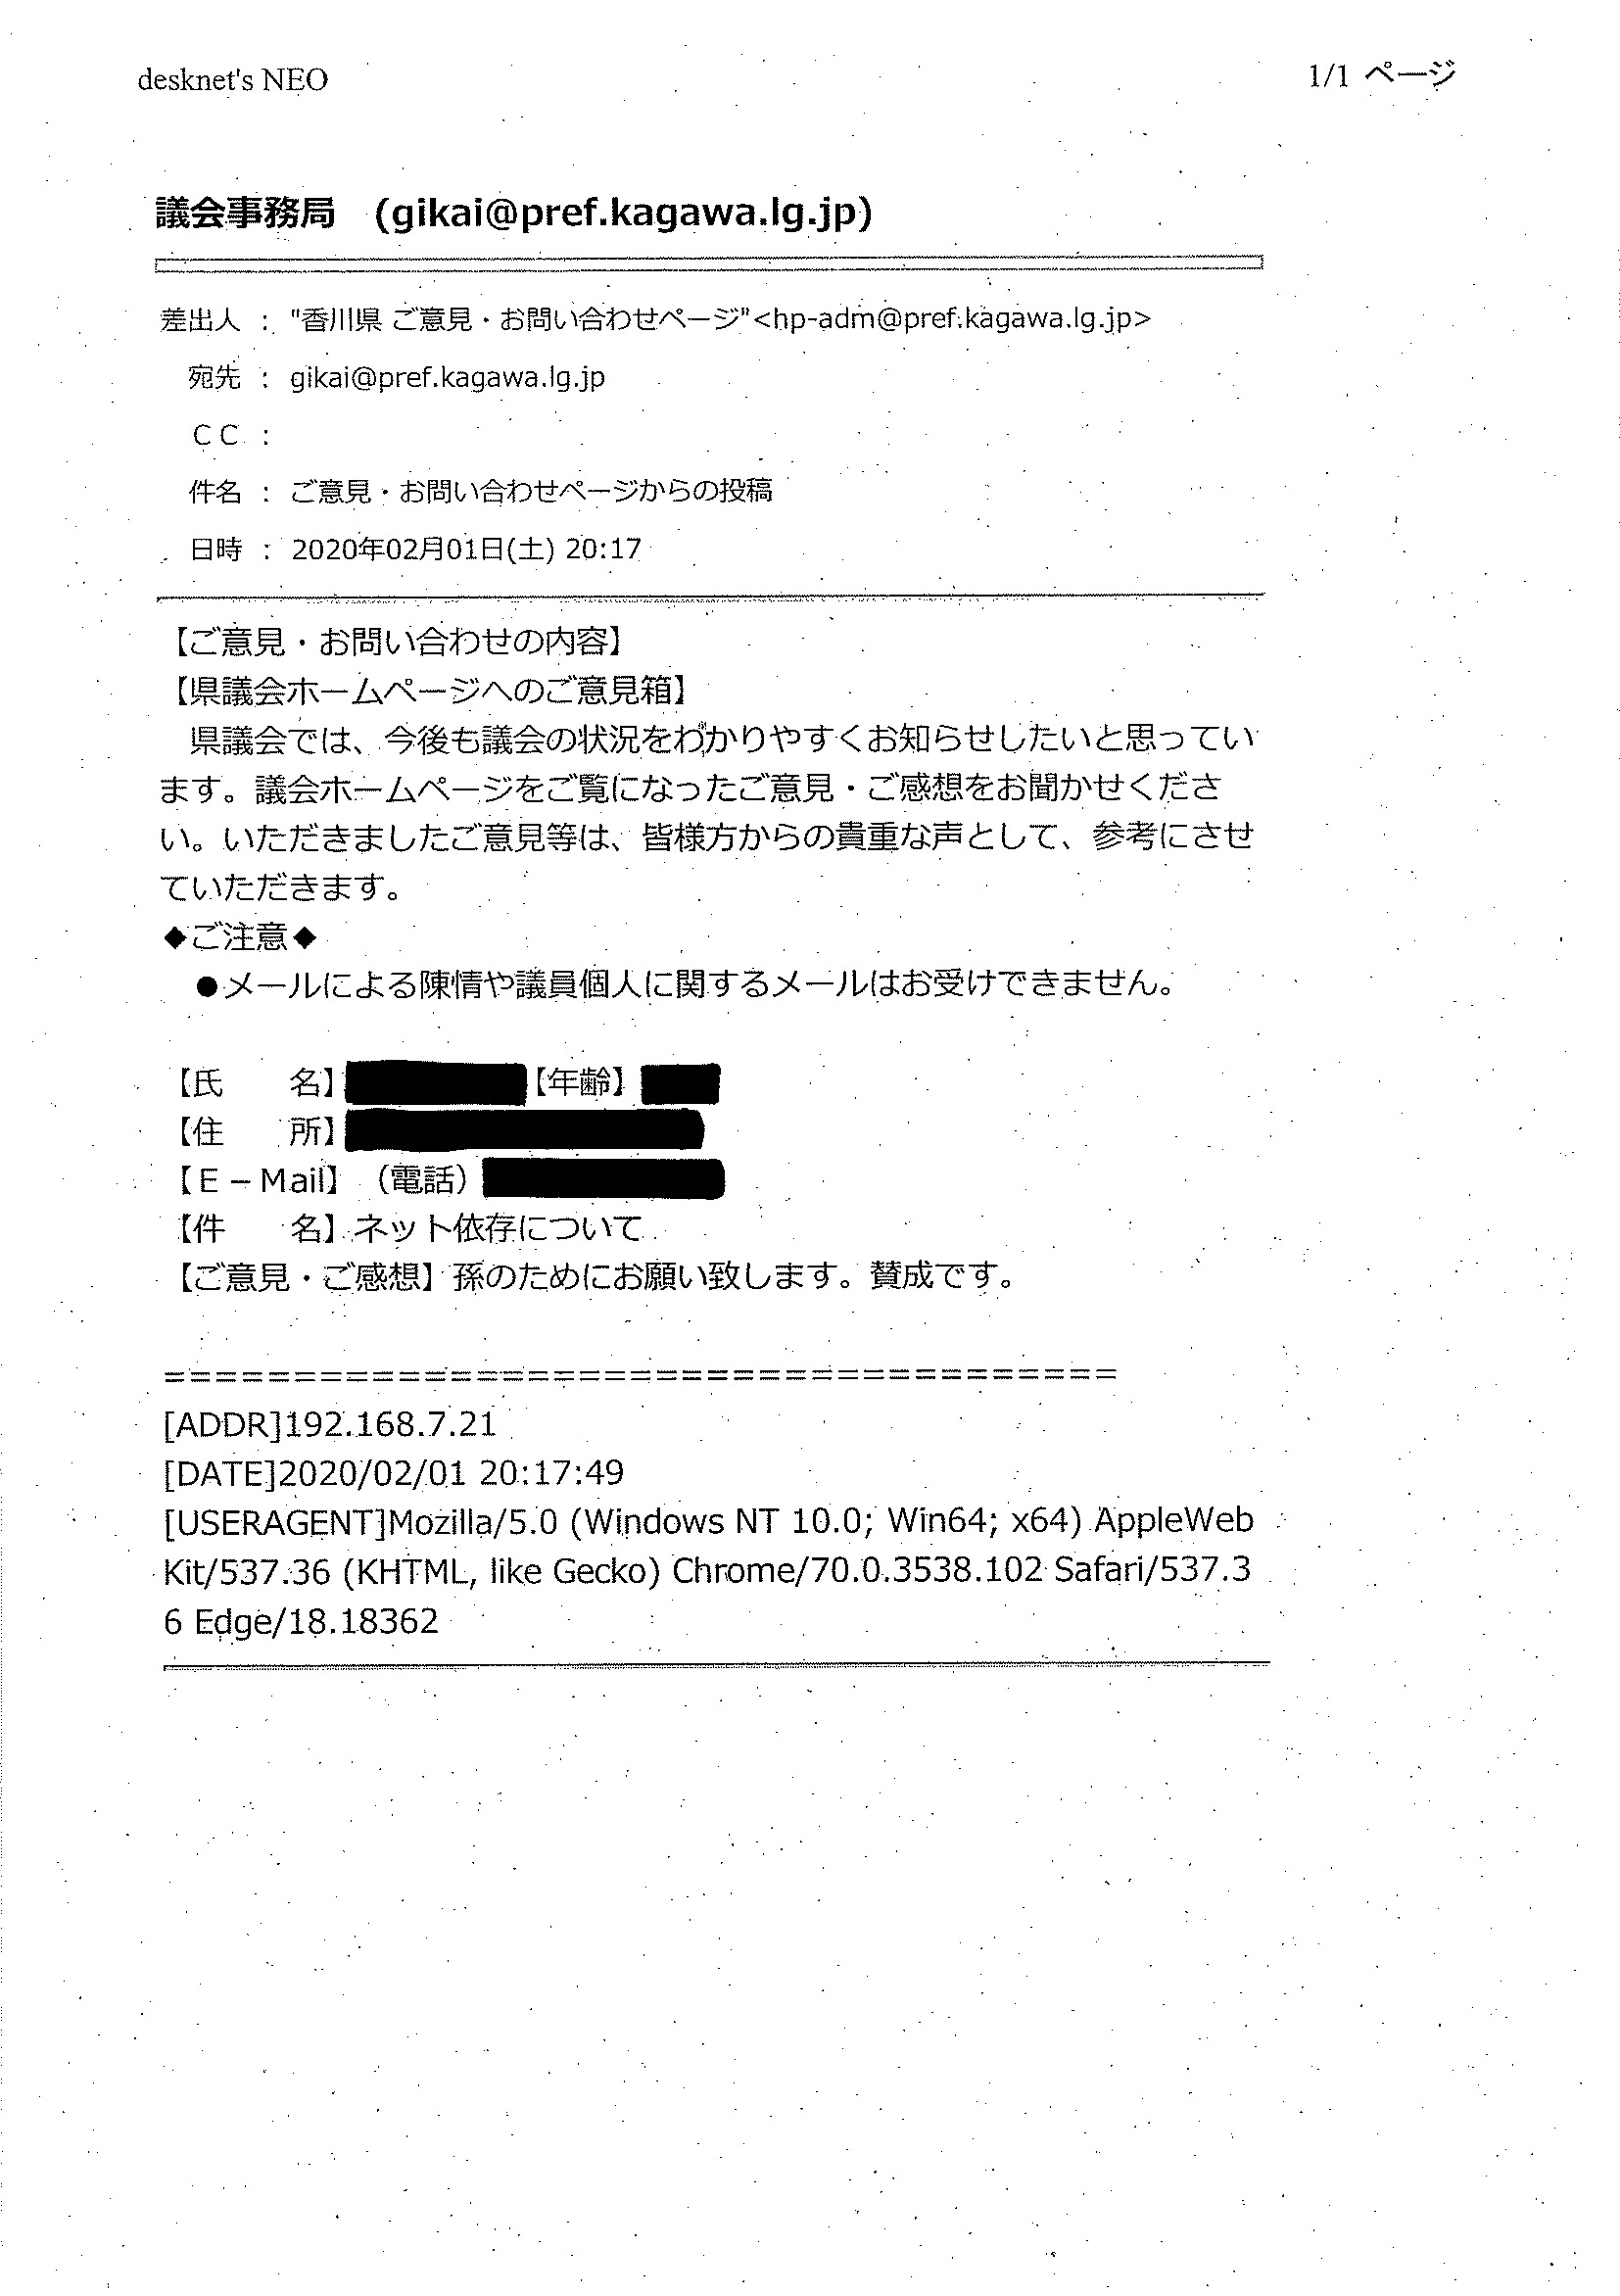 desknet's NEO 1/1 ページ
議会事務局 (gikai@pref.kagawa.lg.jp)
差出人 : "香川県 ご意見・お問い合わせページ"<hp-adm@pref.kagawa.lg.jp>
宛先 : gikai@pref.kagawa.lg.jp
CC :
件名 : ご意見・お問い合わせページからの投稿
日時 : 2020年02月01日(土) 20:17
【ご意見・お問い合わせの内容】
【県議会ホームページへのご意見箱】
県議会では、今後も議会の状況をわかりやすくお知らせしたいと思ってい
ます。議会ホームページをご覧になったご意見・ご感想をお聞かせくださ
い。いただきましたご意見等は、皆様方からの貴重な声として、参考にさせ
ていただきます。
◆ご注意◆
●メールによる陳情や議員個人に関するメールはお受けできません。
【氏　　名】【年齢】
【住　　所】
【E－Mail】（電話）
【件　　名】ネット依存について
【ご意見・ご感想】孫のためにお願い致します。賛成です。
=====================================
[ADDR]192.168.7.21
[DATE]2020/02/01 20:17:49
[USERAGENT]Mozilla/5.0 (Windows NT 10.0; Win64; x64) AppleWeb
Kit/537.36 (KHTML, like Gecko) Chrome/70.0.3538.102 Safari/537.3
6 Edge/18.18362